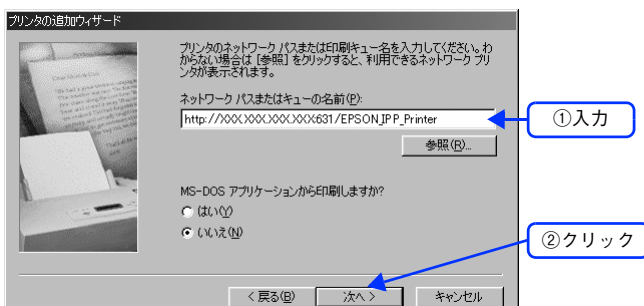 プリンタの追加ウィザード
プリンタのネットワーク パスまたは印刷キュー名を入力してください。わ
からない場合は [参照] をクリックすると、利用できるネットワーク プリ
ンタが表示されます。
ネットワーク パスまたはキューの名前(P):
http://XXX.XXX.XXX.XXX:631/EPSON_IPP_Printer
①入力
参照(R)...
MS-DOS アプリケーションから印刷しますか?
はい(Y)
いいえ(N)
②クリック
< 戻る(B)
次へ >
キャンセル